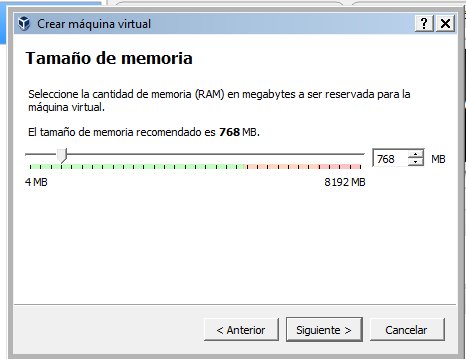 Crear máquina virtual
Tamaño de memoria
Seleccione la cantidad de memoria (RAM) en megabytes a ser reservada para la
máquina virtual.
El tamaño de memoria recomendado es 768 MB.
768 MB
4 MB 8192 MB
< Anterior Siguiente > Cancelar